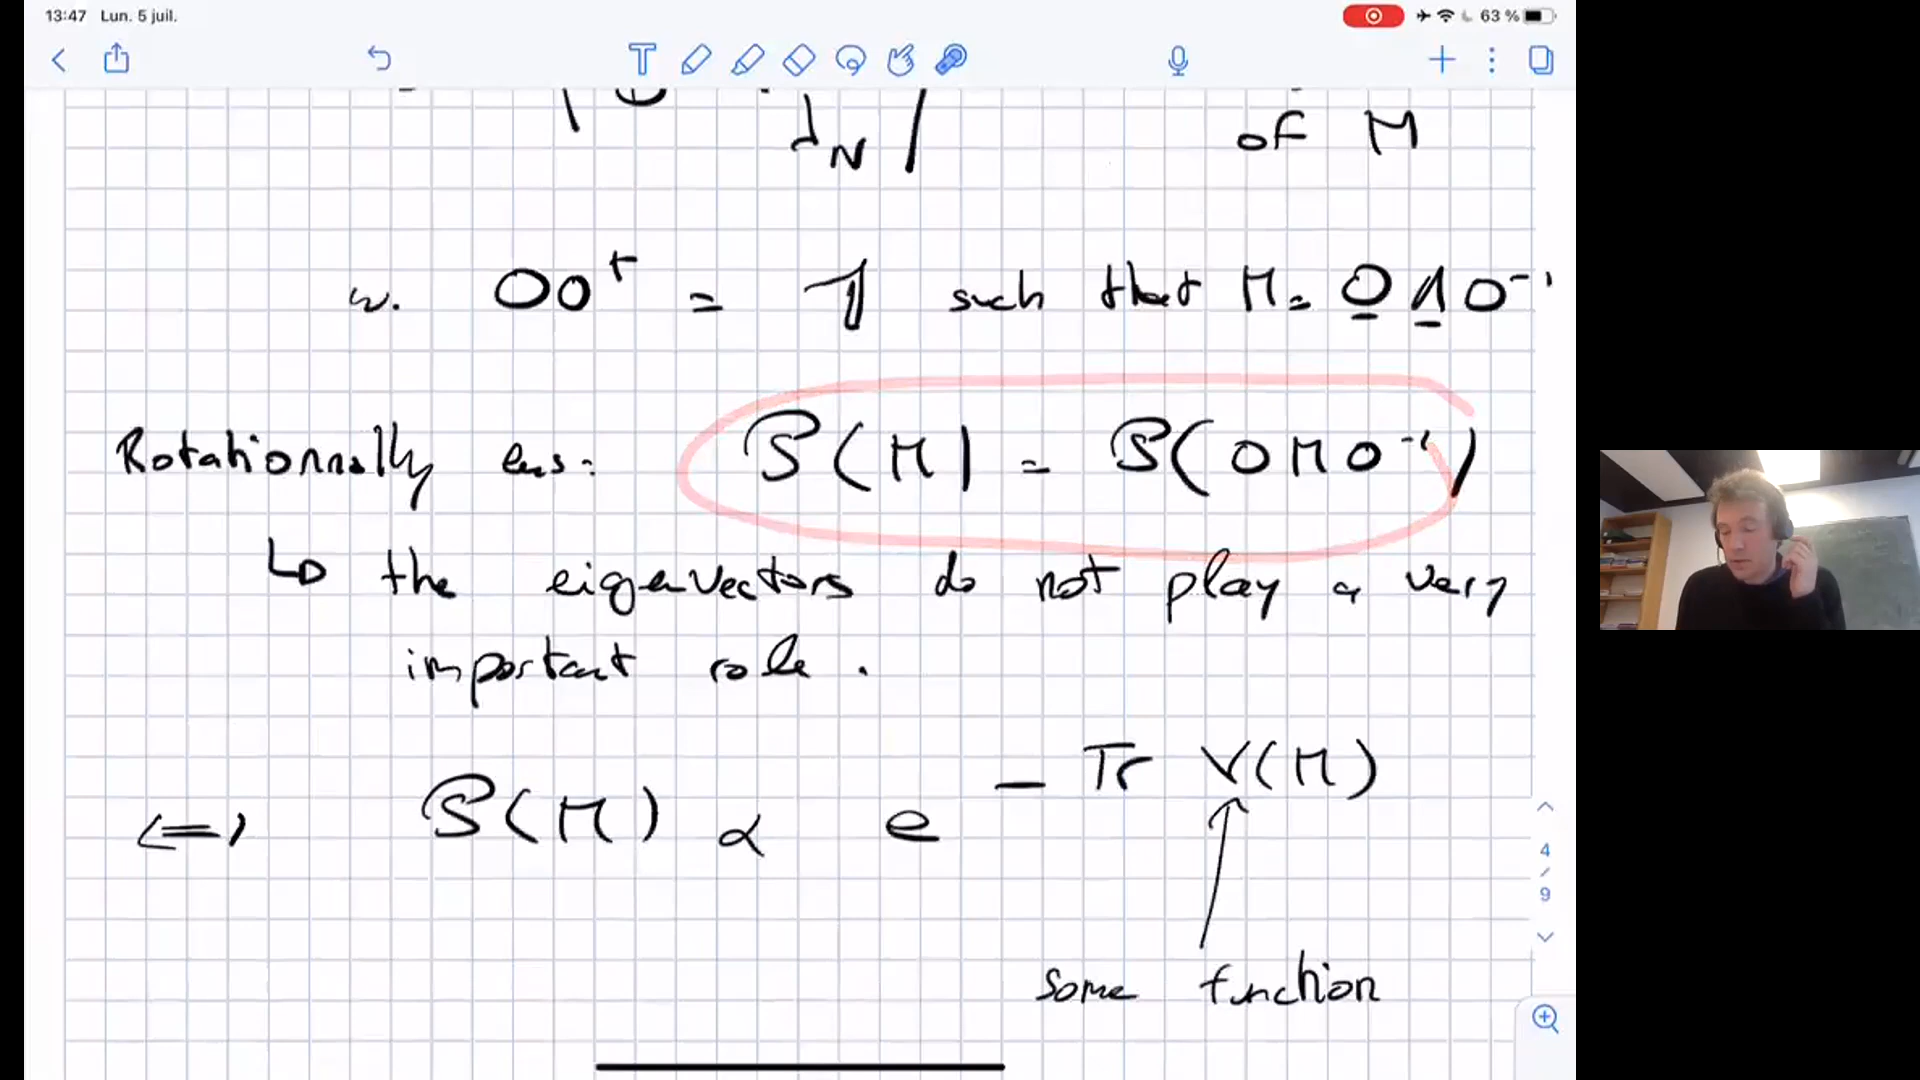 13:47 Lun. 5 juil. 63 %
λN of M
w. OO† = 1 such that M = O Λ O⁻¹
Rotationnally ens: P(M) = P(OMO⁻¹)
↳ the eigenvectors do not play a very
important role.
⟺ P(M) ∝ e^{- Tr V(M)}
some function
4
/
9